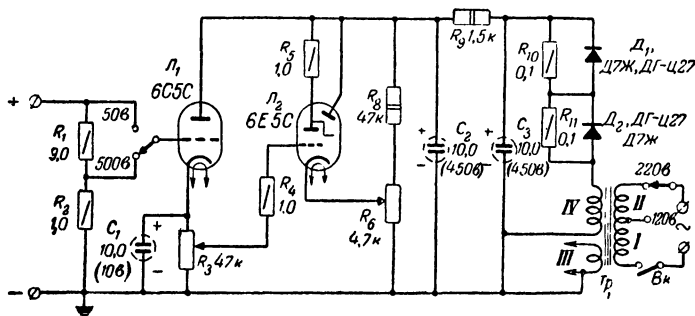 +
−
50в
500в
R₁
9,0
R₂
1,0
C₁
10,0
(10в)
+
−
Л₁
6С5С
R₃ 47к
R₄
1,0
R₅
1,0
Л₂
6Е5С
R₈
47к
R₆
4,7к
+
−
C₂
10,0
(450в)
R₉ 1,5к
+
−
C₃
10,0
(450в)
R₁₀
0,1
R₁₁
0,1
Д₁,
Д7Ж, ДГ-Ц27
Д₂, ДГ-Ц27
Д7Ж
IV
III
II
I
Тр₁
220в
120в
~
Вк